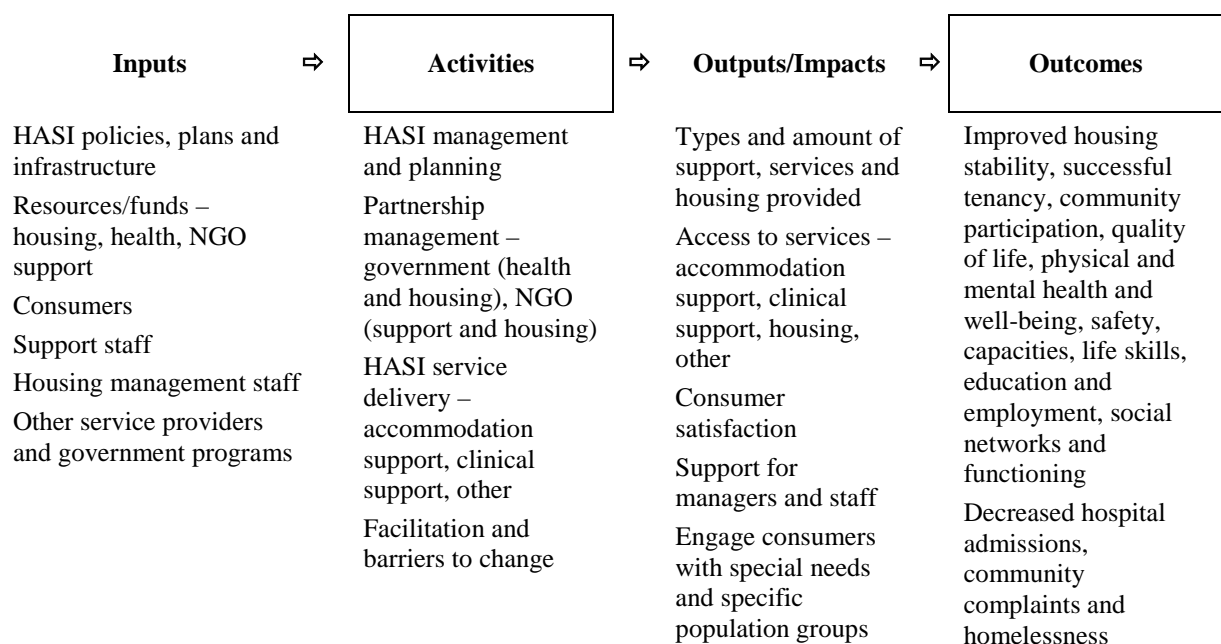 Inputs ⇨ Activities ⇨ Outputs/Impacts ⇨ Outcomes
HASI policies, plans and
infrastructure
Resources/funds –
housing, health, NGO
support
Consumers
Support staff
Housing management staff
Other service providers
and government programs
HASI management
and planning
Partnership
management –
government (health
and housing), NGO
(support and housing)
HASI service
delivery –
accommodation
support, clinical
support, other
Facilitation and
barriers to change
Types and amount of
support, services and
housing provided
Access to services –
accommodation
support, clinical
support, housing,
other
Consumer
satisfaction
Support for
managers and staff
Engage consumers
with special needs
and specific
population groups
Improved housing
stability, successful
tenancy, community
participation, quality
of life, physical and
mental health and
well-being, safety,
capacities, life skills,
education and
employment, social
networks and
functioning
Decreased hospital
admissions,
community
complaints and
homelessness